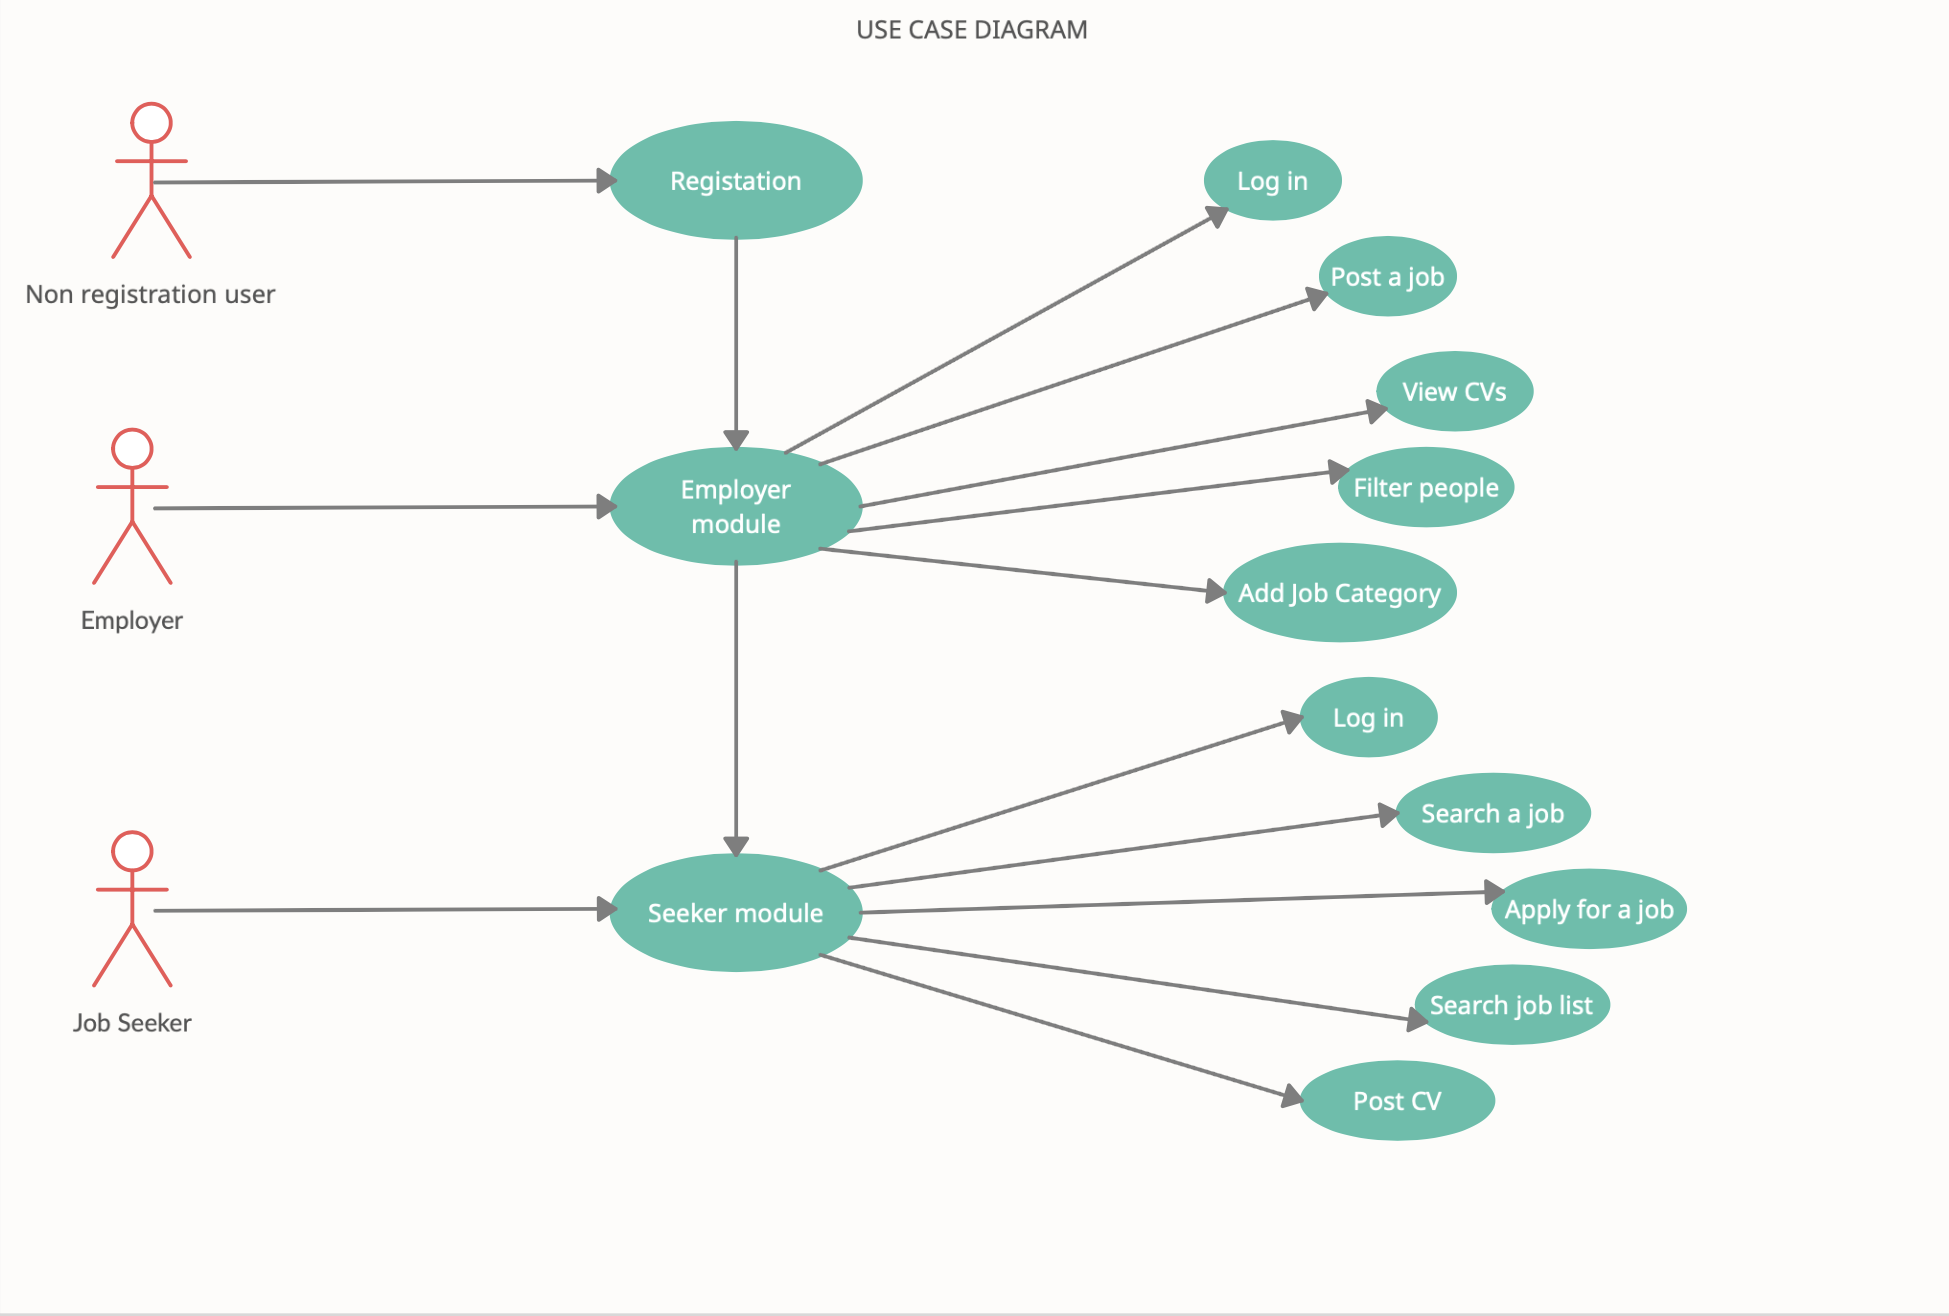 USE CASE DIAGRAM
Registation
Log in
Post a job
Non registration user
View CVs
Employer
module
Filter people
Add Job Category
Employer
Log in
Search a job
Seeker module
Apply for a job
Search job list
Job Seeker
Post CV